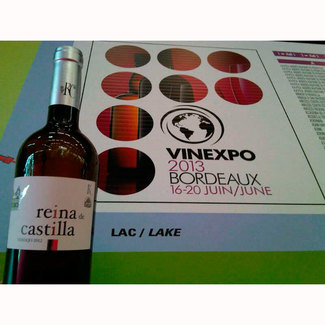 VINEXPO
2013
BORDEAUX
16-20 JUIN/JUNE
LAC / LAKE
R
K
reina de
castilla